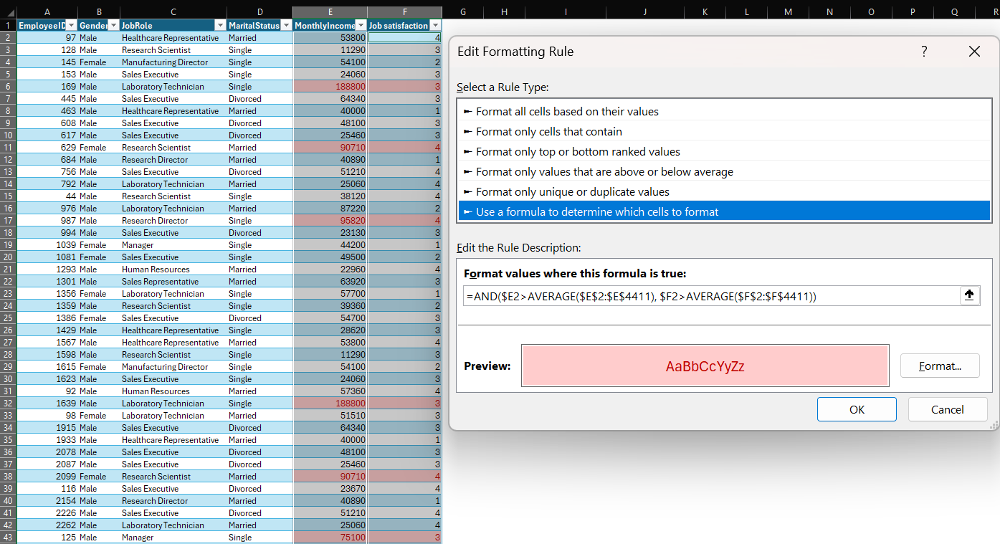 A B C D E F G H I J K L M N O P Q R
1 EmployeeID Gender JobRole MaritalStatus MonthlyIncome Job satisfaction
2 97 Male Healthcare Representative Married 53800 4
3 128 Male Research Scientist Single 11290 3
4 145 Female Manufacturing Director Single 54100 2
5 153 Male Sales Executive Single 24060 3
6 169 Male Laboratory Technician Single 188800 3
7 445 Male Sales Executive Divorced 64340 3
8 463 Male Healthcare Representative Married 40000 1
9 608 Male Sales Executive Divorced 48100 3
10 617 Male Sales Executive Divorced 25460 3
11 629 Female Research Scientist Married 90710 4
12 684 Male Research Director Married 40890 1
13 756 Male Sales Executive Divorced 51210 4
14 792 Male Laboratory Technician Married 25060 4
15 44 Male Research Scientist Single 38120 4
16 976 Male Laboratory Technician Married 87220 2
17 987 Male Research Director Single 95820 4
18 994 Male Sales Executive Divorced 23130 3
19 1039 Female Manager Single 44200 1
20 1081 Female Sales Executive Single 49500 2
21 1293 Male Human Resources Married 22960 4
22 1301 Male Sales Representative Married 63920 3
23 1356 Female Laboratory Technician Single 57700 1
24 1359 Male Research Scientist Single 39360 2
25 1386 Female Sales Executive Divorced 54700 3
26 1429 Male Healthcare Representative Single 28620 3
27 1567 Male Healthcare Representative Married 53800 4
28 1598 Male Research Scientist Single 11290 3
29 1615 Female Manufacturing Director Single 54100 2
30 1623 Male Sales Executive Single 24060 3
31 92 Male Human Resources Married 57360 4
32 1639 Male Laboratory Technician Single 188800 3
33 98 Female Laboratory Technician Married 51510 3
34 1915 Male Sales Executive Divorced 64340 3
35 1933 Male Healthcare Representative Married 40000 1
36 2078 Male Sales Executive Divorced 48100 3
37 2087 Male Sales Executive Divorced 25460 3
38 2099 Female Research Scientist Married 90710 4
39 116 Male Sales Executive Divorced 23670 4
40 2154 Male Research Director Married 40890 1
41 2226 Male Sales Executive Divorced 51210 4
42 2262 Male Laboratory Technician Married 25060 4
43 125 Male Manager Single 75100 3
Edit Formatting Rule ?
Select a Rule Type:
► Format all cells based on their values
► Format only cells that contain
► Format only top or bottom ranked values
► Format only values that are above or below average
► Format only unique or duplicate values
► Use a formula to determine which cells to format
Edit the Rule Description:
Format values where this formula is true:
=AND($E2>AVERAGE($E$2:$E$4411), $F2>AVERAGE($F$2:$F$4411))
Preview: AaBbCcYyZz Format...
OK Cancel